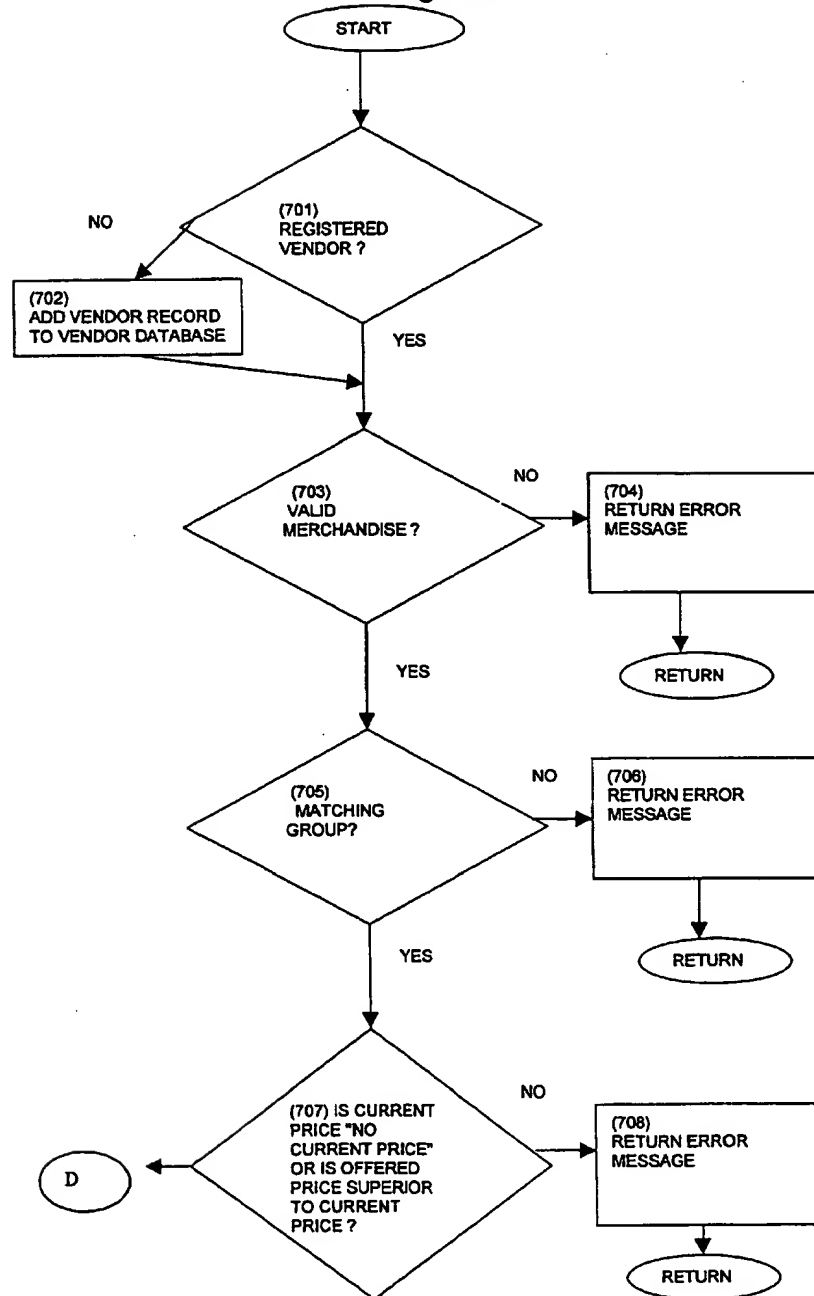 START
(701)
REGISTERED
VENDOR ?
NO
(702)
ADD VENDOR RECORD
TO VENDOR DATABASE
YES
(703)
VALID
MERCHANDISE ?
NO
(704)
RETURN ERROR
MESSAGE
RETURN
YES
(705)
MATCHING
GROUP?
NO
(706)
RETURN ERROR
MESSAGE
RETURN
YES
(707) IS CURRENT
PRICE "NO
CURRENT PRICE"
OR IS OFFERED
PRICE SUPERIOR
TO CURRENT
PRICE ?
NO
(708)
RETURN ERROR
MESSAGE
RETURN
D